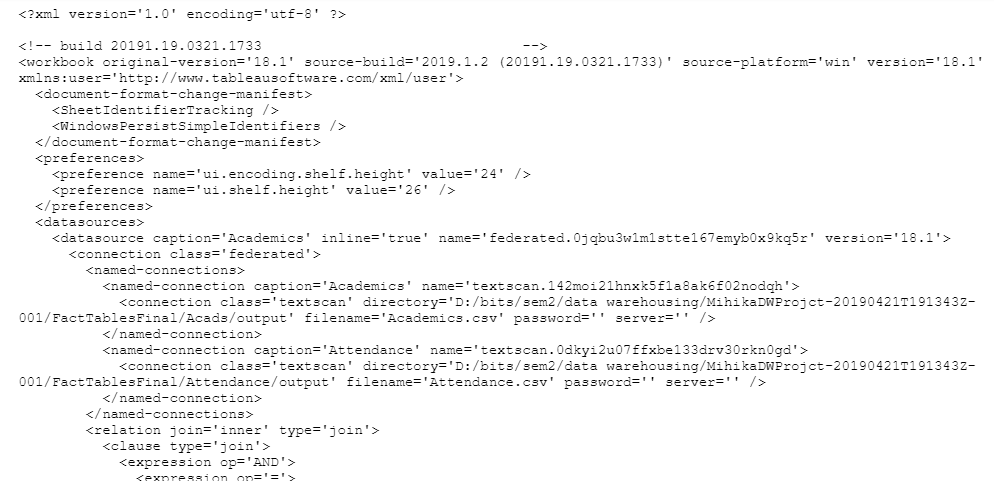 <?xml version='1.0' encoding='utf-8' ?>
<!-- build 20191.19.0321.1733                               -->
<workbook original-version='18.1' source-build='2019.1.2 (20191.19.0321.1733)' source-platform='win' version='18.1'
xmlns:user='http://www.tableausoftware.com/xml/user'>
  <document-format-change-manifest>
    <SheetIdentifierTracking />
    <WindowsPersistSimpleIdentifiers />
  </document-format-change-manifest>
  <preferences>
    <preference name='ui.encoding.shelf.height' value='24' />
    <preference name='ui.shelf.height' value='26' />
  </preferences>
  <datasources>
    <datasource caption='Academics' inline='true' name='federated.0jqbu3w1m1stte167emyb0x9kq5r' version='18.1'>
      <connection class='federated'>
        <named-connections>
          <named-connection caption='Academics' name='textscan.142moi21hnxk5f1a8ak6f02nodqh'>
            <connection class='textscan' directory='D:/bits/sem2/data warehousing/MihikaDWProjct-20190421T191343Z-
001/FactTablesFinal/Acads/output' filename='Academics.csv' password='' server='' />
          </named-connection>
          <named-connection caption='Attendance' name='textscan.0dkyi2u07ffxbe133drv30rkn0gd'>
            <connection class='textscan' directory='D:/bits/sem2/data warehousing/MihikaDWProjct-20190421T191343Z-
001/FactTablesFinal/Attendance/output' filename='Attendance.csv' password='' server='' />
          </named-connection>
        </named-connections>
        <relation join='inner' type='join'>
          <clause type='join'>
            <expression op='AND'>
              <expression op='='>